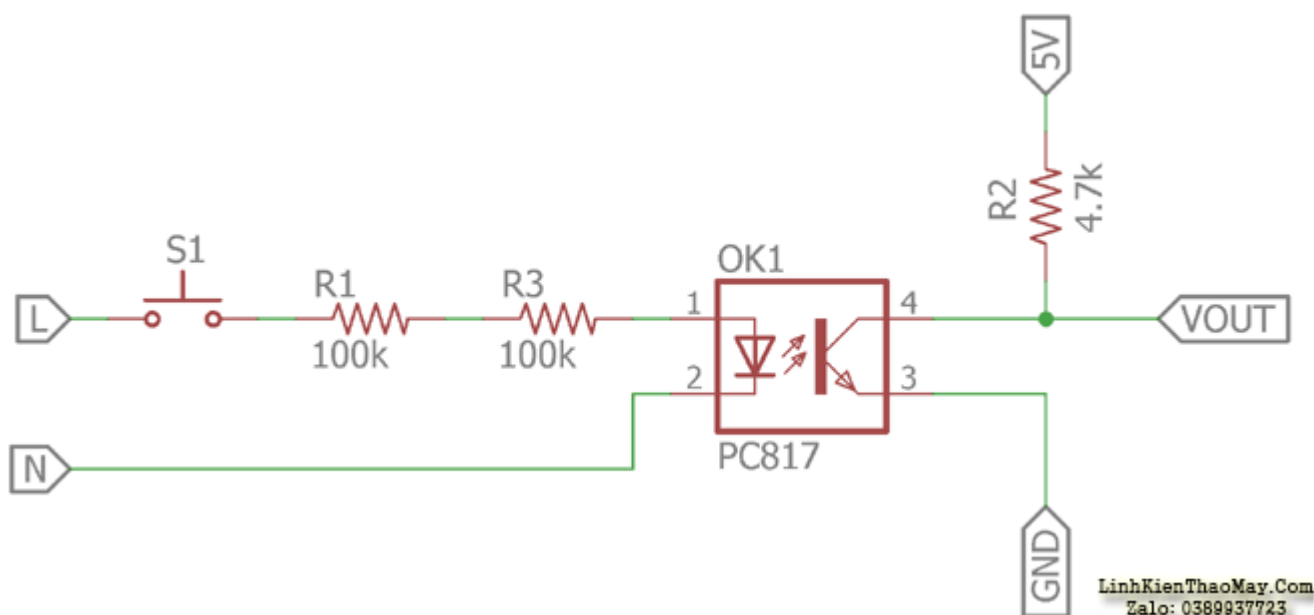 5V
R2
4.7k
S1
R1
R3
OK1
L
100k
100k
1
4
VOUT
2
3
N
PC817
GND
LinhKienThaoMay.Com
Zalo: 0389937723